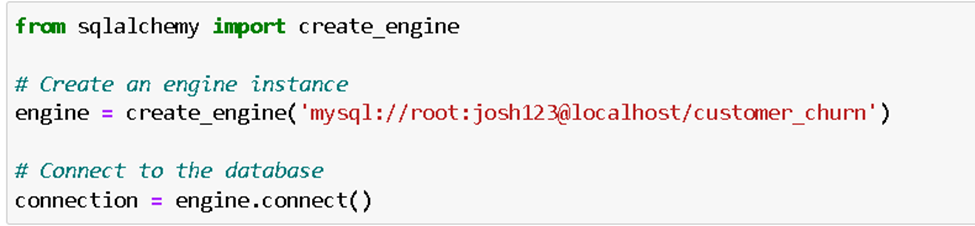 from sqlalchemy import create_engine
# Create an engine instance
engine = create_engine('mysql://root:josh123@localhost/customer_churn')
# Connect to the database
connection = engine.connect()